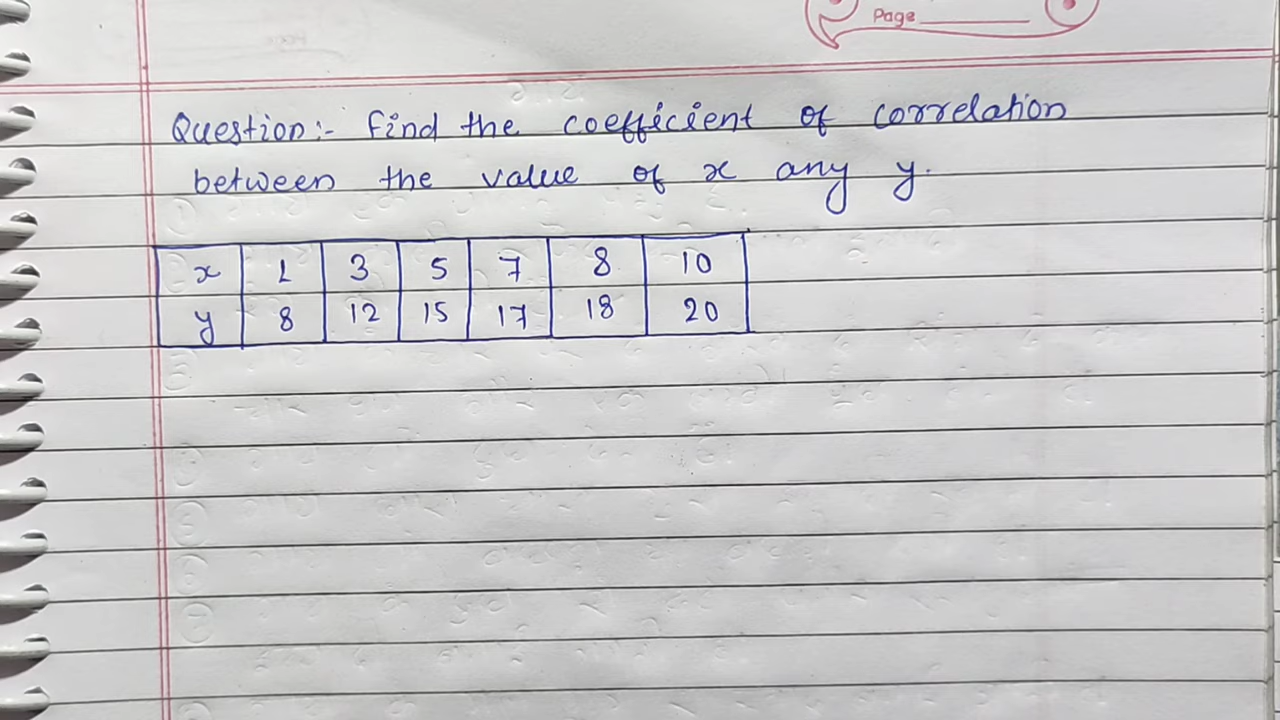 Page
Question:- Find the coefficient of correlation
between the value of x any y.
x 1 3 5 7 8 10
y 8 12 15 17 18 20